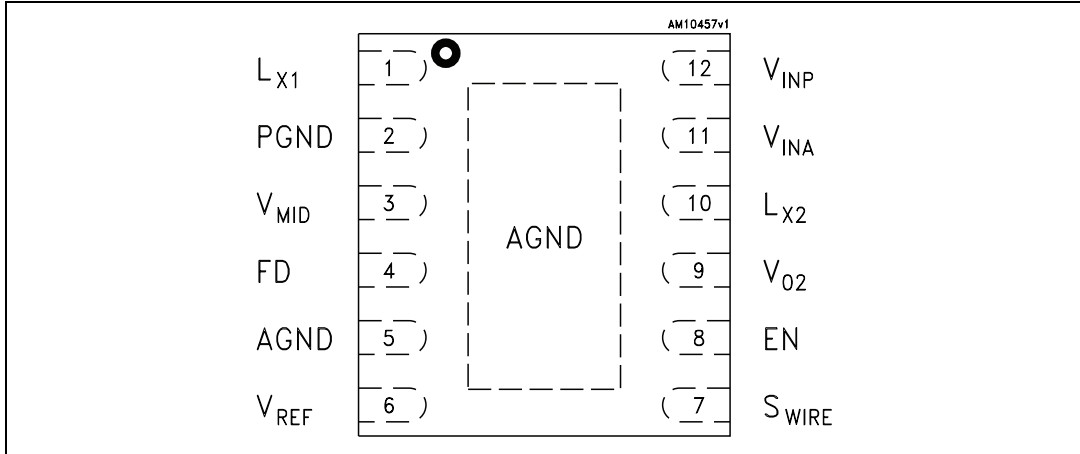 AM10457v1
LX1 1 12 VINP
PGND 2 11 VINA
VMID 3 10 LX2
AGND
FD 4 9 VO2
AGND 5 8 EN
VREF 6 7 SWIRE